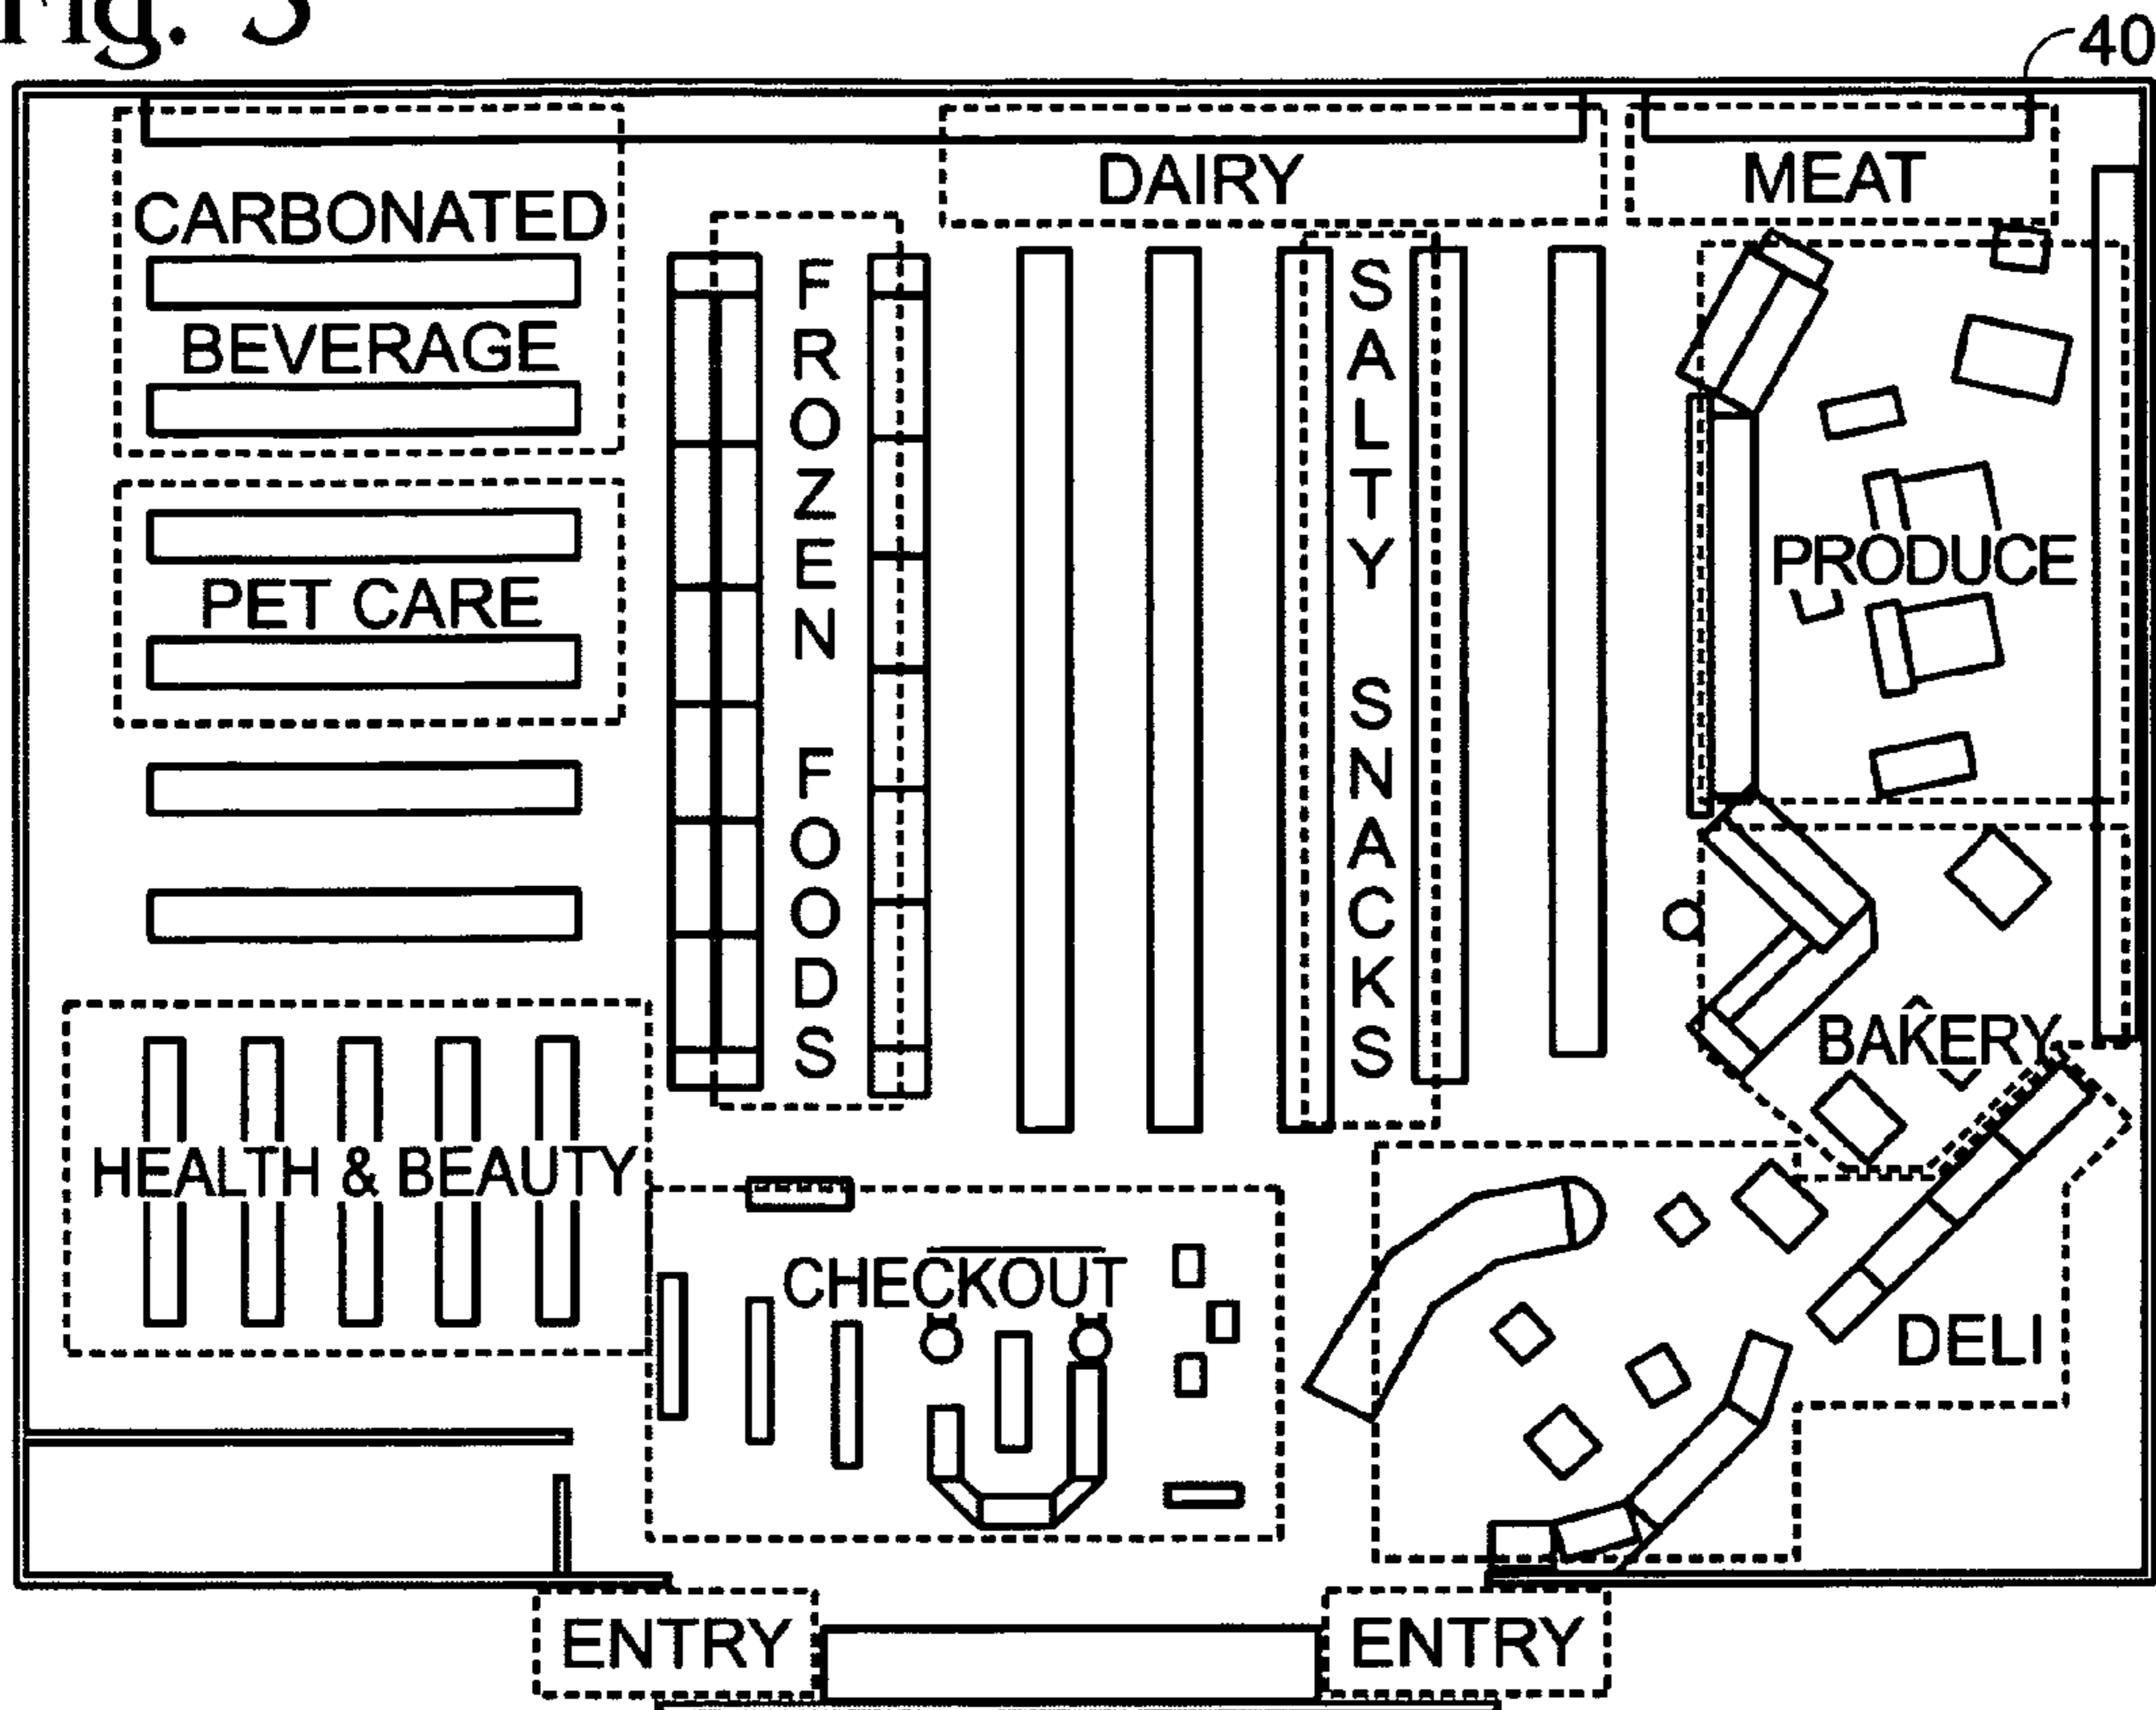 Fig. 3
40
DAIRY
MEAT
CARBONATED
BEVERAGE
FROZEN FOODS
SALTY SNACKS
PRODUCE
PET CARE
BAKERY
HEALTH & BEAUTY
CHECKOUT
DELI
ENTRY
ENTRY